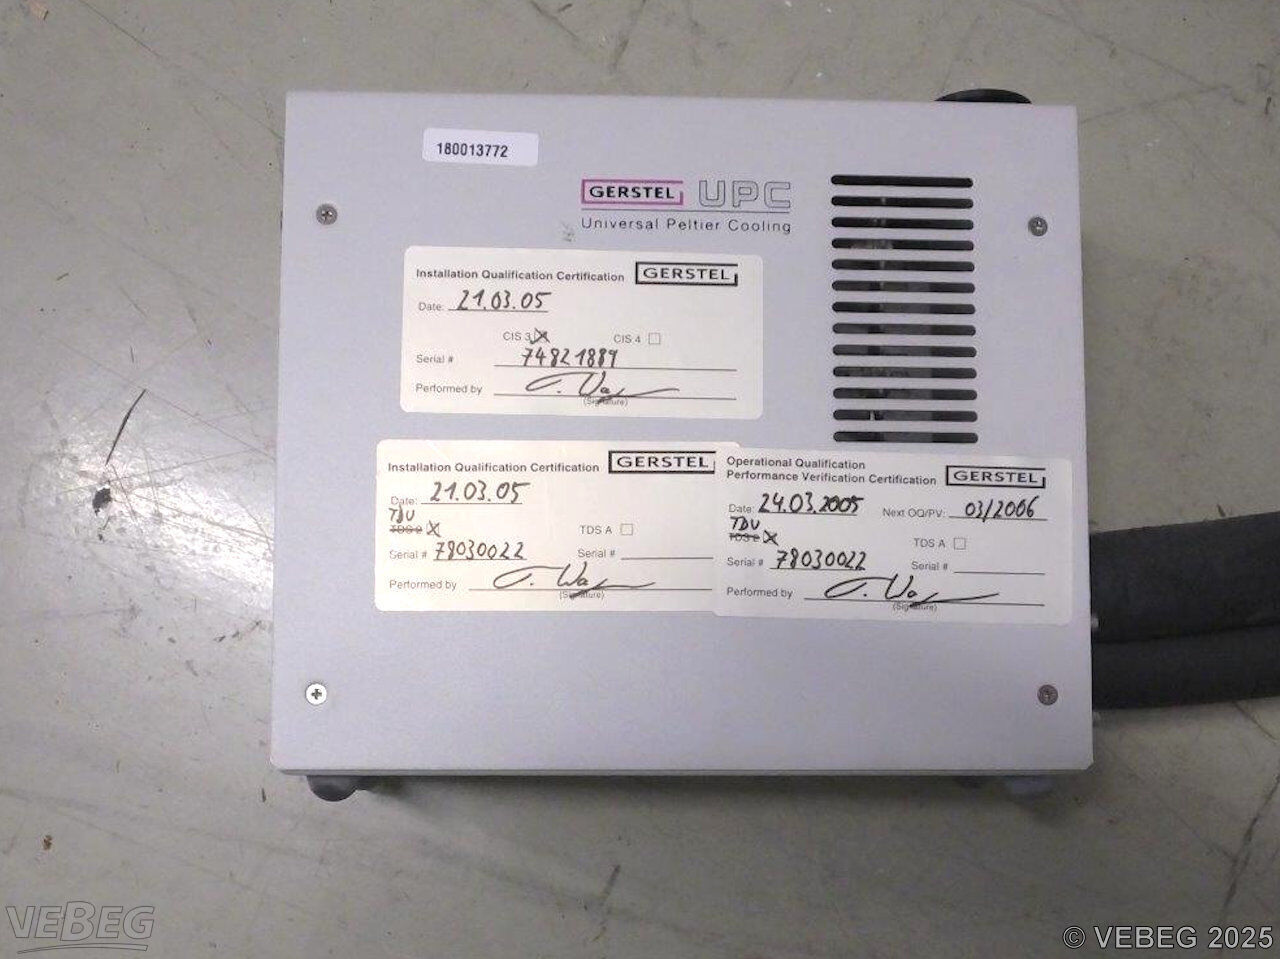 180013772
GERSTEL UPC
Universal Peltier Cooling
Installation Qualification Certification GERSTEL
Date: 21.03.05
CIS 3 CIS 4
Serial # 74821889
Performed by
(Signature)
Installation Qualification Certification GERSTEL
Date: 21.03.05
TDU
TDS 2 TDS A
Serial # 78030022 Serial #
Performed by
(Signature)
Operational Qualification
Performance Verification Certification GERSTEL
Date: 24.03.2005 Next OQ/PV: 03/2006
TDU
TDS 2 TDS A
Serial # 78030022 Serial #
Performed by
(Signature)
VEBEG
© VEBEG 2025